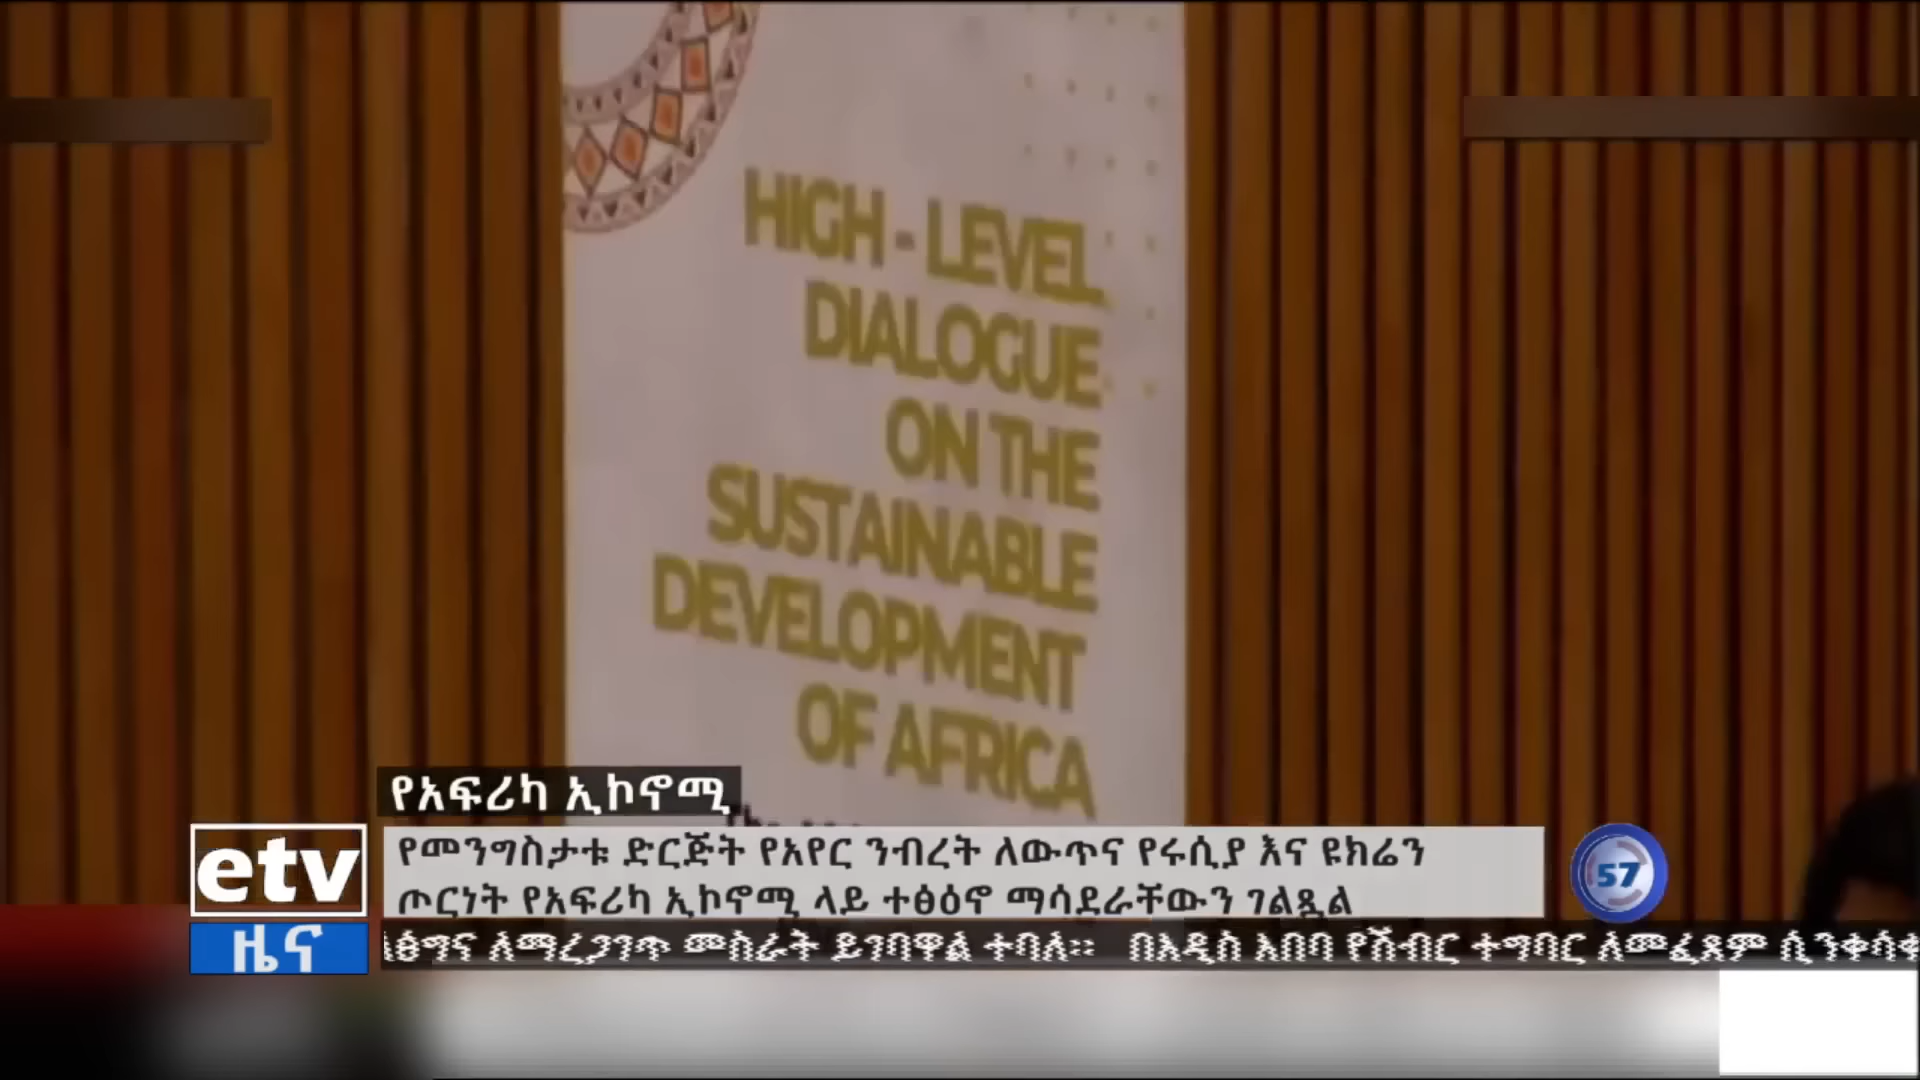 HIGH - LEVEL
DIALOGUE
ON THE
SUSTAINABLE
DEVELOPMENT
OF AFRICA
የአፍሪካ ኢኮኖሚ
etv
የመንግስታቱ ድርጅት የአየር ንብረት ለውጥና የሩሲያ እና ዩክሬን
ጦርነት የአፍሪካ ኢኮኖሚ ላይ ተፅዕኖ ማሳደራቸውን ገልጿል
57
ዜና
ለማረጋገጥ መስራት ይገባዋል ተባለ። በአዲስ አበባ የሽብር ተግባር ለመፈጸም